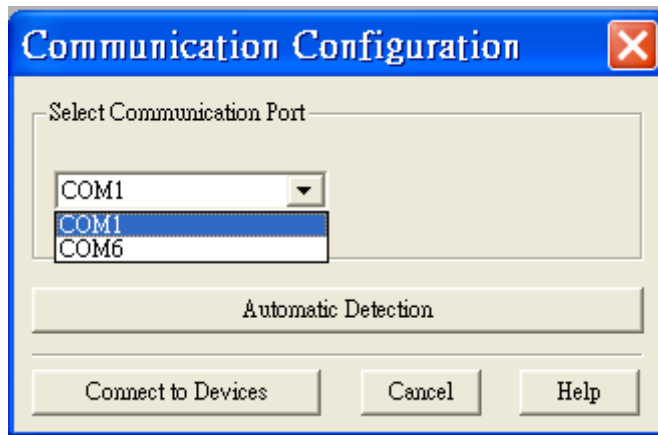 Communication Configuration
Select Communication Port
COM1
COM1
COM6
Automatic Detection
Connect to Devices Cancel Help